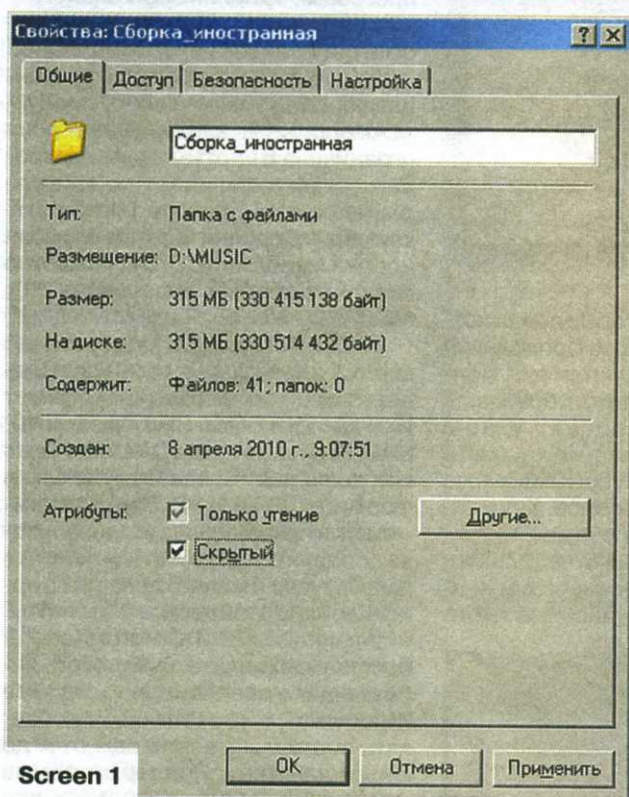 Свойства: Сборка_иностранная
Общие Доступ Безопасность Настройка
Сборка_иностранная
Тип: Папка с файлами
Размещение: D:\MUSIC
Размер: 315 МБ (330 415 138 байт)
На диске: 315 МБ (330 514 432 байт)
Содержит: Файлов: 41; папок: 0
Создан: 8 апреля 2010 г., 9:07:51
Атрибуты: Только чтение Другие...
Скрытый
Screen 1 OK Отмена Применить